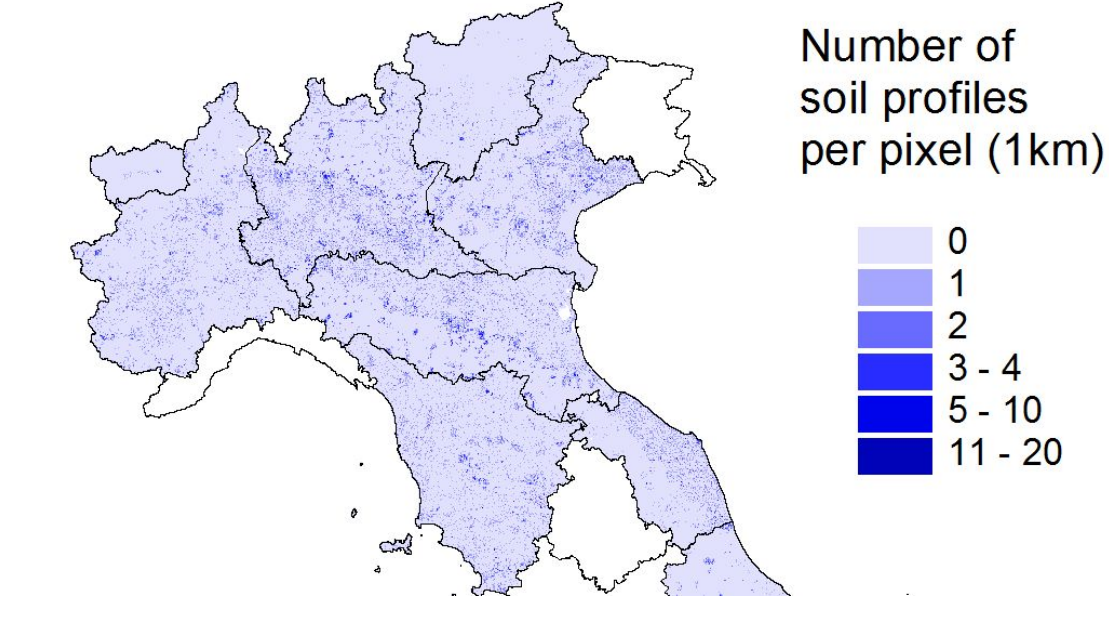 Number of
soil profiles
per pixel (1km)
0
1
2
3 - 4
5 - 10
11 - 20